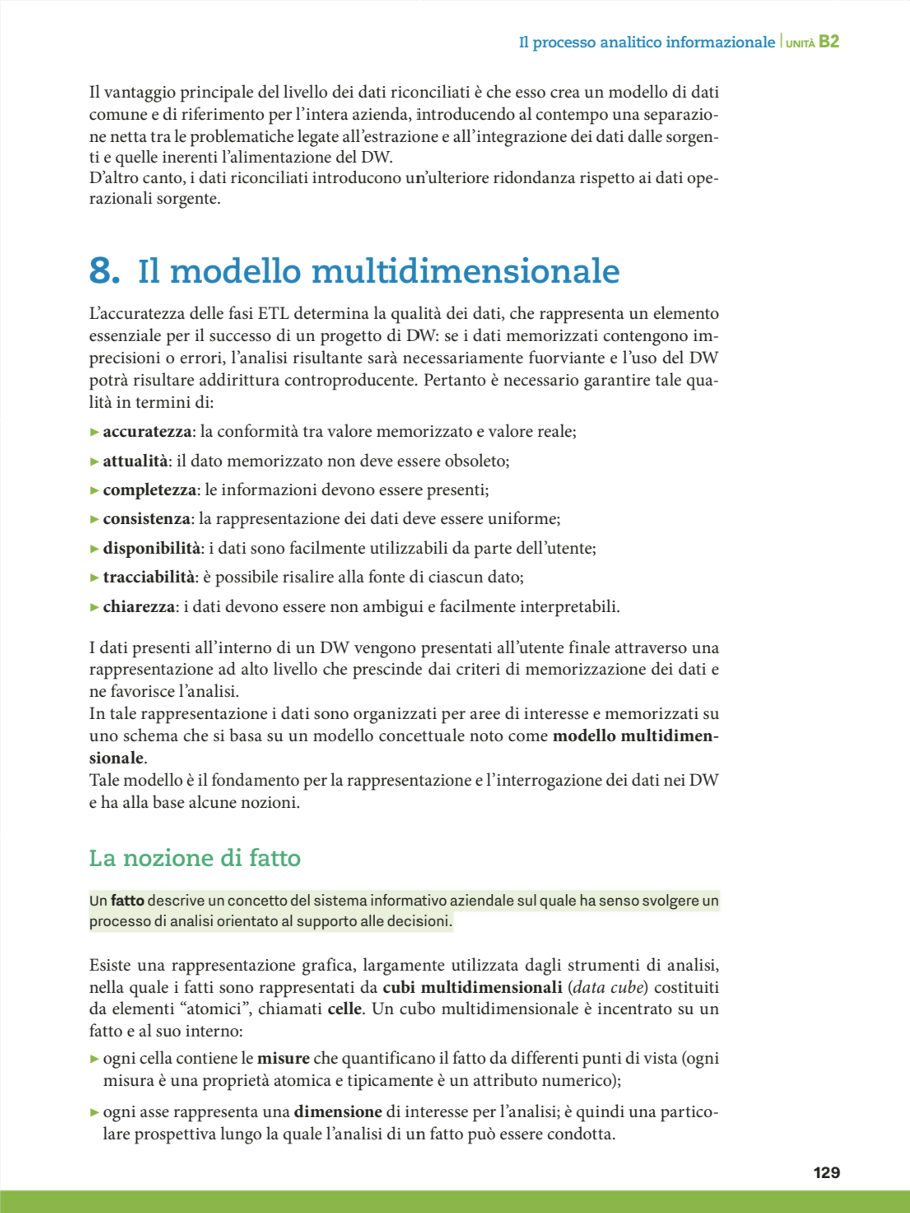 Il processo analitico informazionale | UNITÀ B2
Il vantaggio principale del livello dei dati riconciliati è che esso crea un modello di dati
comune e di riferimento per l'intera azienda, introducendo al contempo una separazio-
ne netta tra le problematiche legate all'estrazione e all'integrazione dei dati dalle sorgen-
ti e quelle inerenti l'alimentazione del DW.
D'altro canto, i dati riconciliati introducono un'ulteriore ridondanza rispetto ai dati ope-
razionali sorgente.
8. Il modello multidimensionale
L'accuratezza delle fasi ETL determina la qualità dei dati, che rappresenta un elemento
essenziale per il successo di un progetto di DW: se i dati memorizzati contengono im-
precisioni o errori, l'analisi risultante sarà necessariamente fuorviante e l'uso del DW
potrà risultare addirittura controproducente. Pertanto è necessario garantire tale qua-
lità in termini di:
▶ accuratezza: la conformità tra valore memorizzato e valore reale;
▶ attualità: il dato memorizzato non deve essere obsoleto;
▶ completezza: le informazioni devono essere presenti;
▶ consistenza: la rappresentazione dei dati deve essere uniforme;
▶ disponibilità: i dati sono facilmente utilizzabili da parte dell'utente;
▶ tracciabilità: è possibile risalire alla fonte di ciascun dato;
▶ chiarezza: i dati devono essere non ambigui e facilmente interpretabili.
I dati presenti all'interno di un DW vengono presentati all'utente finale attraverso una
rappresentazione ad alto livello che prescinde dai criteri di memorizzazione dei dati e
ne favorisce l'analisi.
In tale rappresentazione i dati sono organizzati per aree di interesse e memorizzati su
uno schema che si basa su un modello concettuale noto come modello multidimen-
sionale.
Tale modello è il fondamento per la rappresentazione e l'interrogazione dei dati nei DW
e ha alla base alcune nozioni.
La nozione di fatto
Un fatto descrive un concetto del sistema informativo aziendale sul quale ha senso svolgere un
processo di analisi orientato al supporto alle decisioni.
Esiste una rappresentazione grafica, largamente utilizzata dagli strumenti di analisi,
nella quale i fatti sono rappresentati da cubi multidimensionali (data cube) costituiti
da elementi "atomici", chiamati celle. Un cubo multidimensionale è incentrato su un
fatto e al suo interno:
▶ ogni cella contiene le misure che quantificano il fatto da differenti punti di vista (ogni
misura è una proprietà atomica e tipicamente è un attributo numerico);
▶ ogni asse rappresenta una dimensione di interesse per l'analisi; è quindi una partico-
lare prospettiva lungo la quale l'analisi di un fatto può essere condotta.
129